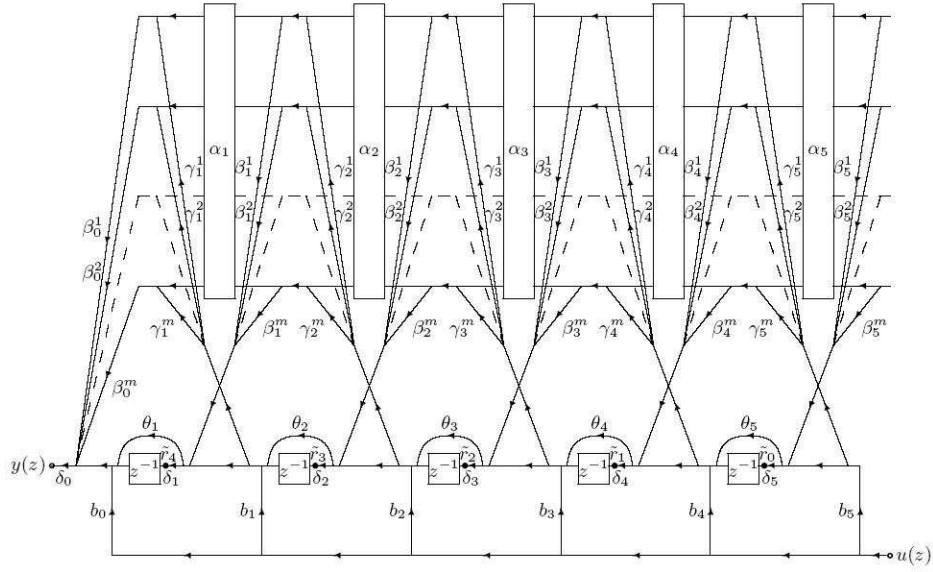 α₁ α₂ α₃ α₄ α₅
γ₁¹ β₁¹ γ₂¹ β₂¹ γ₃¹ β₃¹ γ₄¹ β₄¹ γ₅¹ β₅¹
β₀¹ γ₁² β₁² γ₂² β₂² γ₃² β₃² γ₄² β₄² γ₅² β₅²
β₀²
γ₁ᵐ β₁ᵐ γ₂ᵐ β₂ᵐ γ₃ᵐ β₃ᵐ γ₄ᵐ β₄ᵐ γ₅ᵐ β₅ᵐ
β₀ᵐ
θ₁ θ₂ θ₃ θ₄ θ₅
y(z) z⁻¹ r̃₄ z⁻¹ r̃₃ z⁻¹ r̃₂ z⁻¹ r̃₁ z⁻¹ r̃₀
δ₀ δ₁ δ₂ δ₃ δ₄ δ₅
b₀ b₁ b₂ b₃ b₄ b₅
u(z)